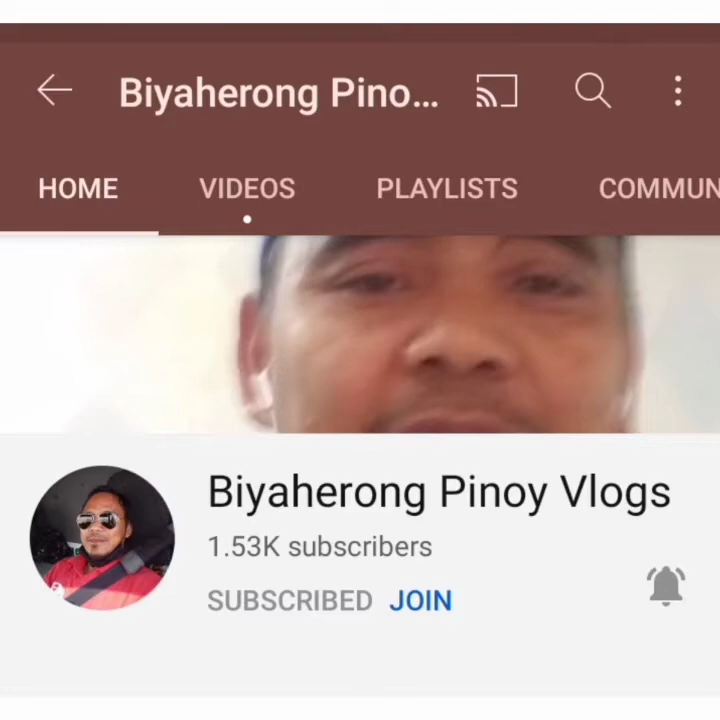 Biyaherong Pino...
HOME VIDEOS PLAYLISTS COMMUN
Biyaherong Pinoy Vlogs
1.53K subscribers
SUBSCRIBED JOIN